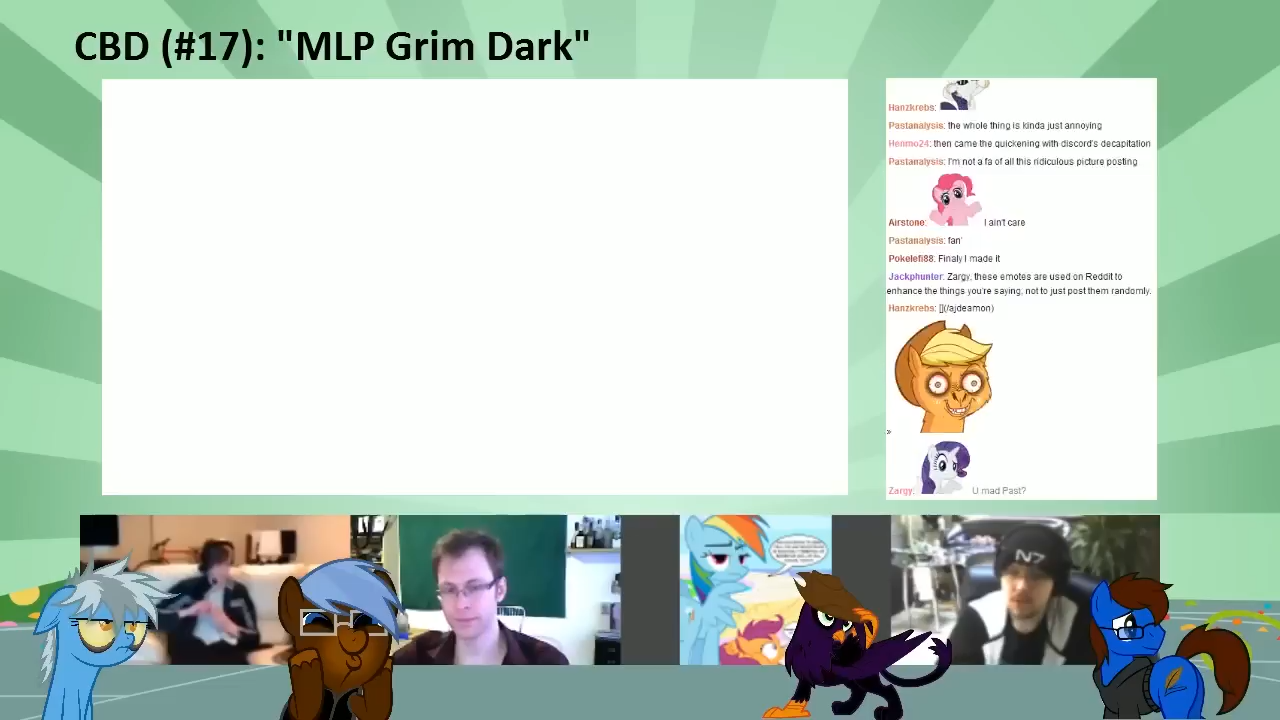 CBD (#17): "MLP Grim Dark"
Hanzkrebs:
Pastanalysis: the whole thing is kinda just annoying
Henmo24: then came the quickening with discord's decapitation
Pastanalysis: I'm not a fa of all this ridiculous picture posting
Airstone: I ain't care
Pastanalysis: fan'
Pokelefi88: Finaly I made it
Jackphunter: Zargy, these emotes are used on Reddit to
enhance the things you're saying, not to just post them randomly.
Hanzkrebs: [](/ajdeamon)
»
Zargy: U mad Past?
N7